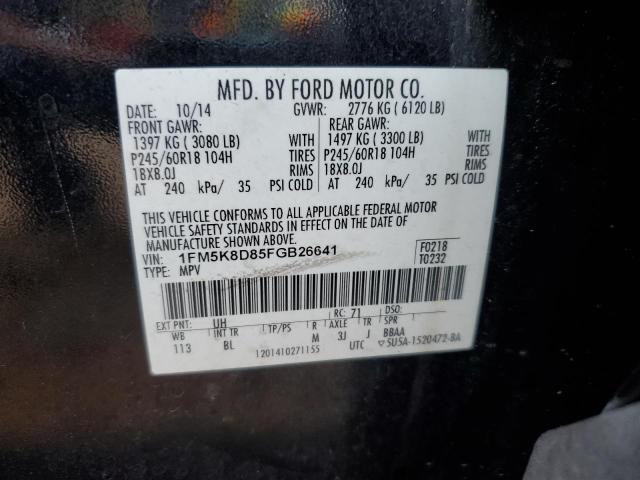 MFD. BY FORD MOTOR CO.
DATE: 10/14 GVWR: 2776 KG ( 6120 LB)
FRONT GAWR: REAR GAWR:
1397 KG ( 3080 LB) WITH 1497 KG ( 3300 LB) WITH
P245/60R18 104H TIRES P245/60R18 104H TIRES
18X8.0J RIMS 18X8.0J RIMS
AT 240 kPa/ 35 PSI COLD AT 240 kPa/ 35 PSI COLD
THIS VEHICLE CONFORMS TO ALL APPLICABLE FEDERAL MOTOR
VEHICLE SAFETY STANDARDS IN EFFECT ON THE DATE OF
MANUFACTURE SHOWN ABOVE.
VIN: 1FM5K8D85FGB26641 F0218
TYPE: MPV T0232
EXT PNT: UH RC: 71 DSO:
WB INT TR TP/PS R AXLE TR SPR
113 BL M 3J J BBAA
1201410271155 UTC ▽5U5A-1520472-BA